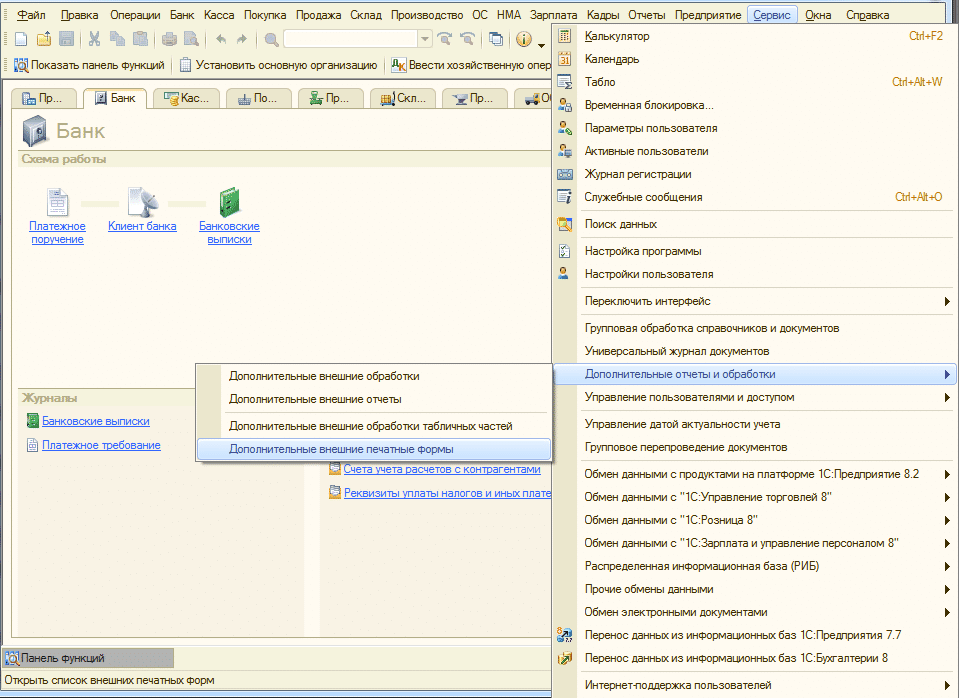 Файл Правка Операции Банк Касса Покупка Продажа Склад Производство ОС НМА Зарплата Кадры Отчеты Предприятие Сервис Окна Справка
Показать панель функций Установить основную организацию Ввести хозяйственную опер
Пр... Банк Кас... По... Пр... Скл... Пр... О
Банк
Схема работы
Платежное поручение
Клиент банка
Банковские выписки
Журналы
Банковские выписки
Платежное требование
Счета учета расчетов с контрагентами
Реквизиты уплаты налогов и иных плате
Дополнительные внешние обработки
Дополнительные внешние отчеты
Дополнительные внешние обработки табличных частей
Дополнительные внешние печатные формы
Калькулятор Ctrl+F2
Календарь
31
Табло Ctrl+Alt+W
Временная блокировка...
Параметры пользователя
Активные пользователи
Журнал регистрации
Служебные сообщения Ctrl+Alt+O
Поиск данных
Настройка программы
Настройки пользователя
Переключить интерфейс
Групповая обработка справочников и документов
Универсальный журнал документов
Дополнительные отчеты и обработки
Управление пользователями и доступом
Управление датой актуальности учета
Групповое перепроведение документов
Обмен данными с продуктами на платформе 1С:Предприятие 8.2
Обмен данными с "1С:Управление торговлей 8"
Обмен данными с "1С:Розница 8"
Обмен данными с "1С:Зарплата и управление персоналом 8"
Распределенная информационная база (РИБ)
Прочие обмены данными
Обмен электронными документами
Перенос данных из информационных баз 1С:Предприятия 7.7
Перенос данных из информационных баз 1С:Бухгалтерии 8
Интернет-поддержка пользователей
Панель функций
Открыть список внешних печатных форм